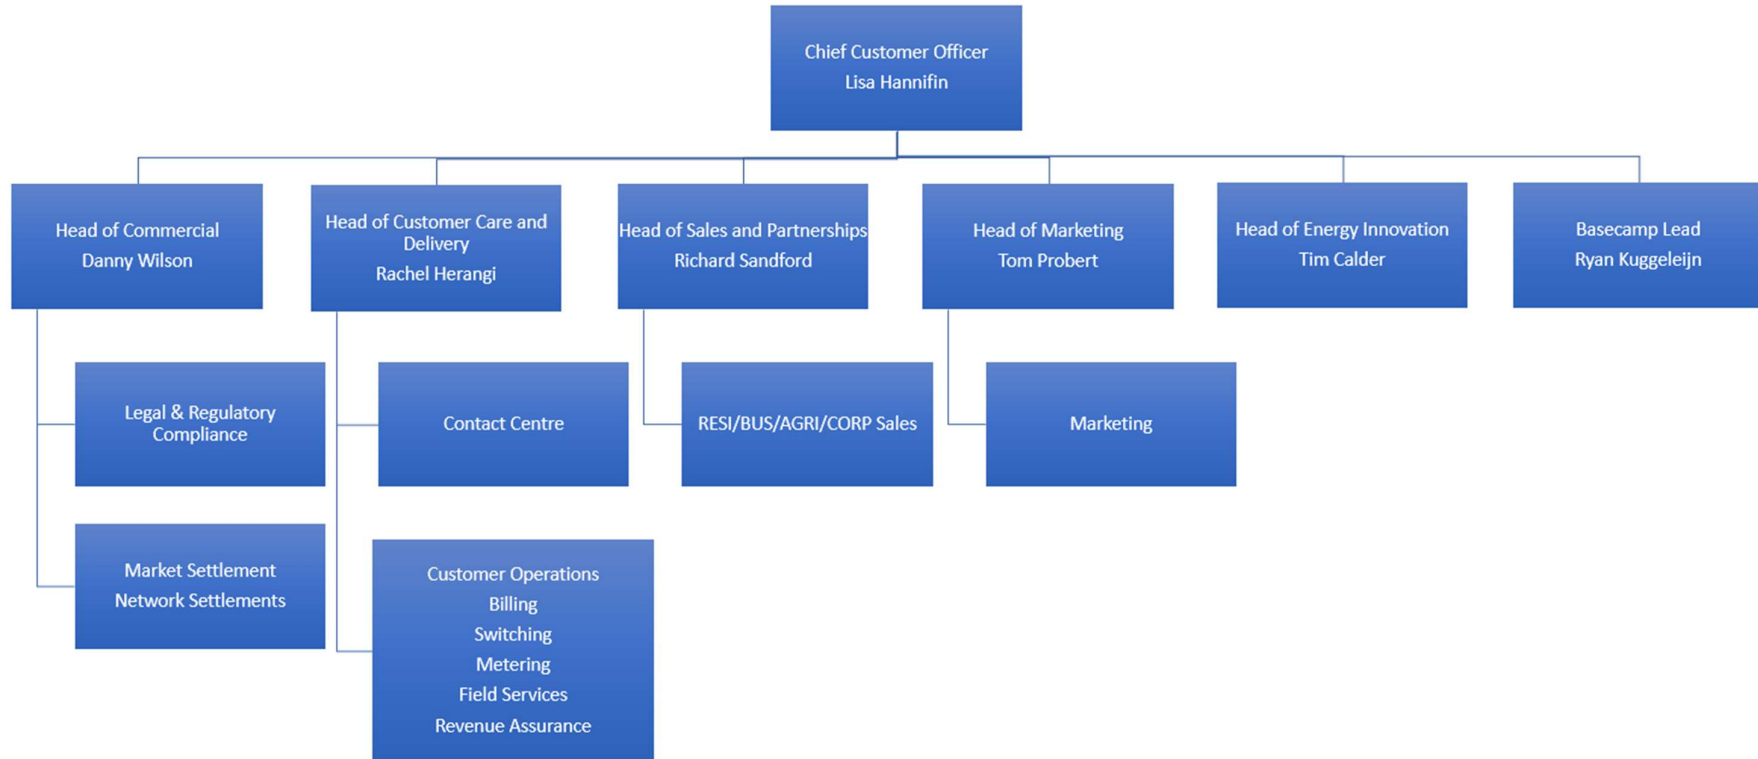 Chief Customer Officer
Lisa Hannifin
Head of Commercial
Danny Wilson
Head of Customer Care and
Delivery
Rachel Herangi
Head of Sales and Partnerships
Richard Sandford
Head of Marketing
Tom Probert
Head of Energy Innovation
Tim Calder
Basecamp Lead
Ryan Kuggeleijn
Legal & Regulatory
Compliance
Contact Centre
RESI/BUS/AGRI/CORP Sales
Marketing
Market Settlement
Network Settlements
Customer Operations
Billing
Switching
Metering
Field Services
Revenue Assurance